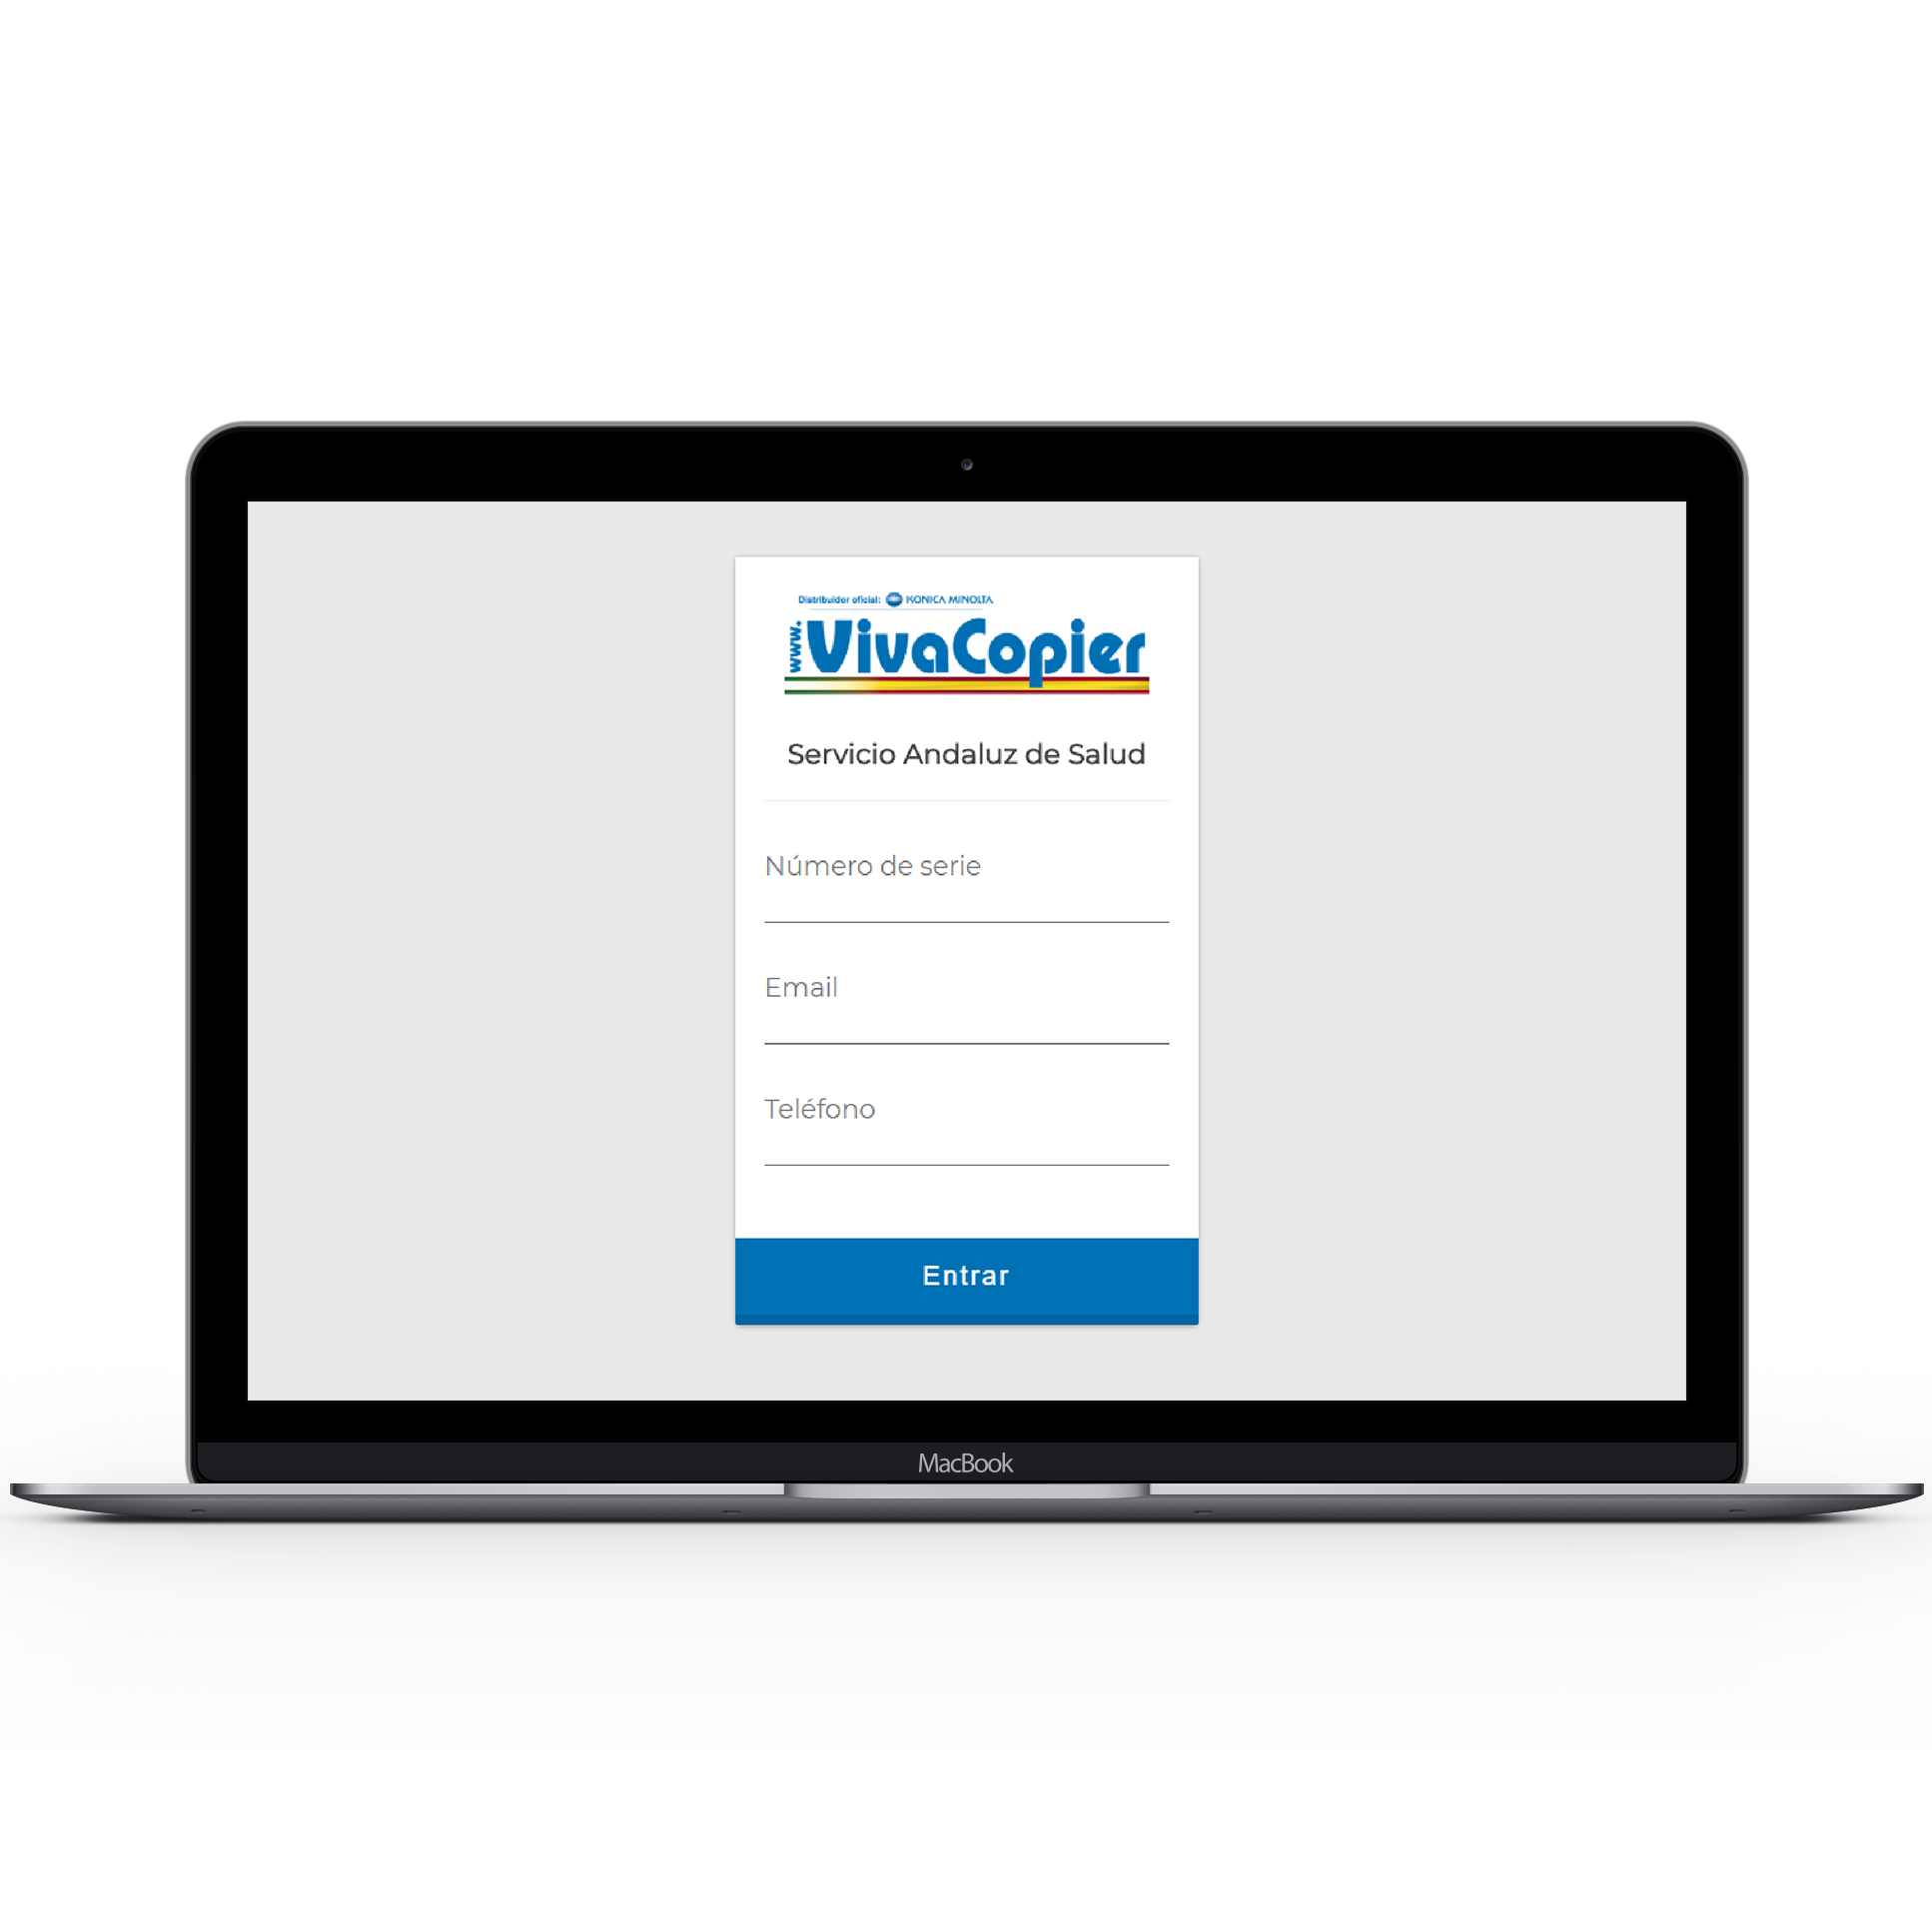 Distribuidor oficial: KONICA MINOLTA
www.VivaCopier
Servicio Andaluz de Salud
Número de serie
Email
Teléfono
Entrar
MacBook